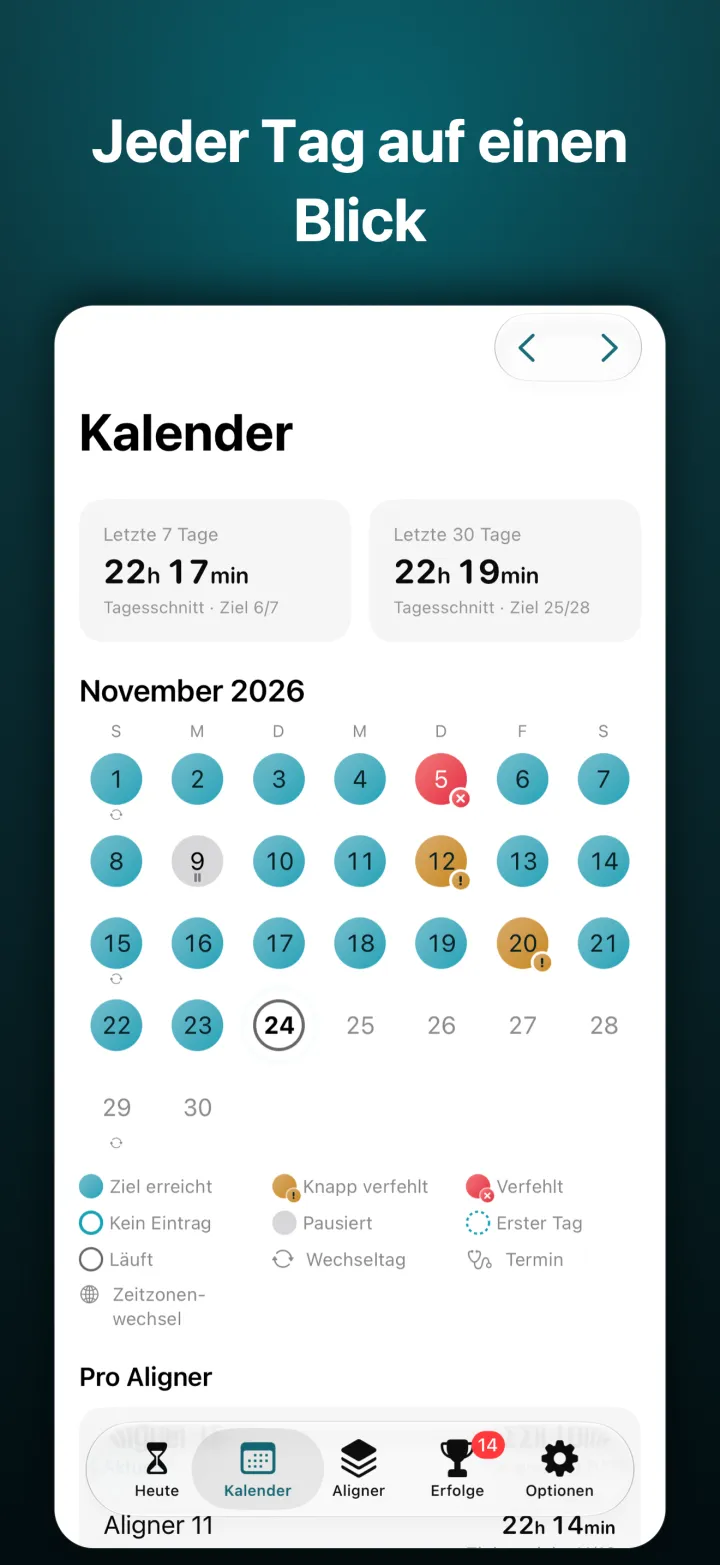 Jeder Tag auf einen
Blick
Kalender
Letzte 7 Tage
Letzte 30 Tage
22h 17min
22h 19min
Tagesschnitt · Ziel 6/7
Tagesschnitt · Ziel 25/28
November 2026
S M D M D F S
1 2 3 4 5 6 7
8 9 10 11 12 13 14
15 16 17 18 19 20 21
22 23 24 25 26 27 28
29 30
Ziel erreicht
Knapp verfehlt
Verfehlt
Kein Eintrag
Pausiert
Erster Tag
Läuft
Wechseltag
Termin
Zeitzonen-
wechsel
Pro Aligner
14
Heute
Kalender
Aligner
Erfolge
Optionen
Aligner 11
22h 14min